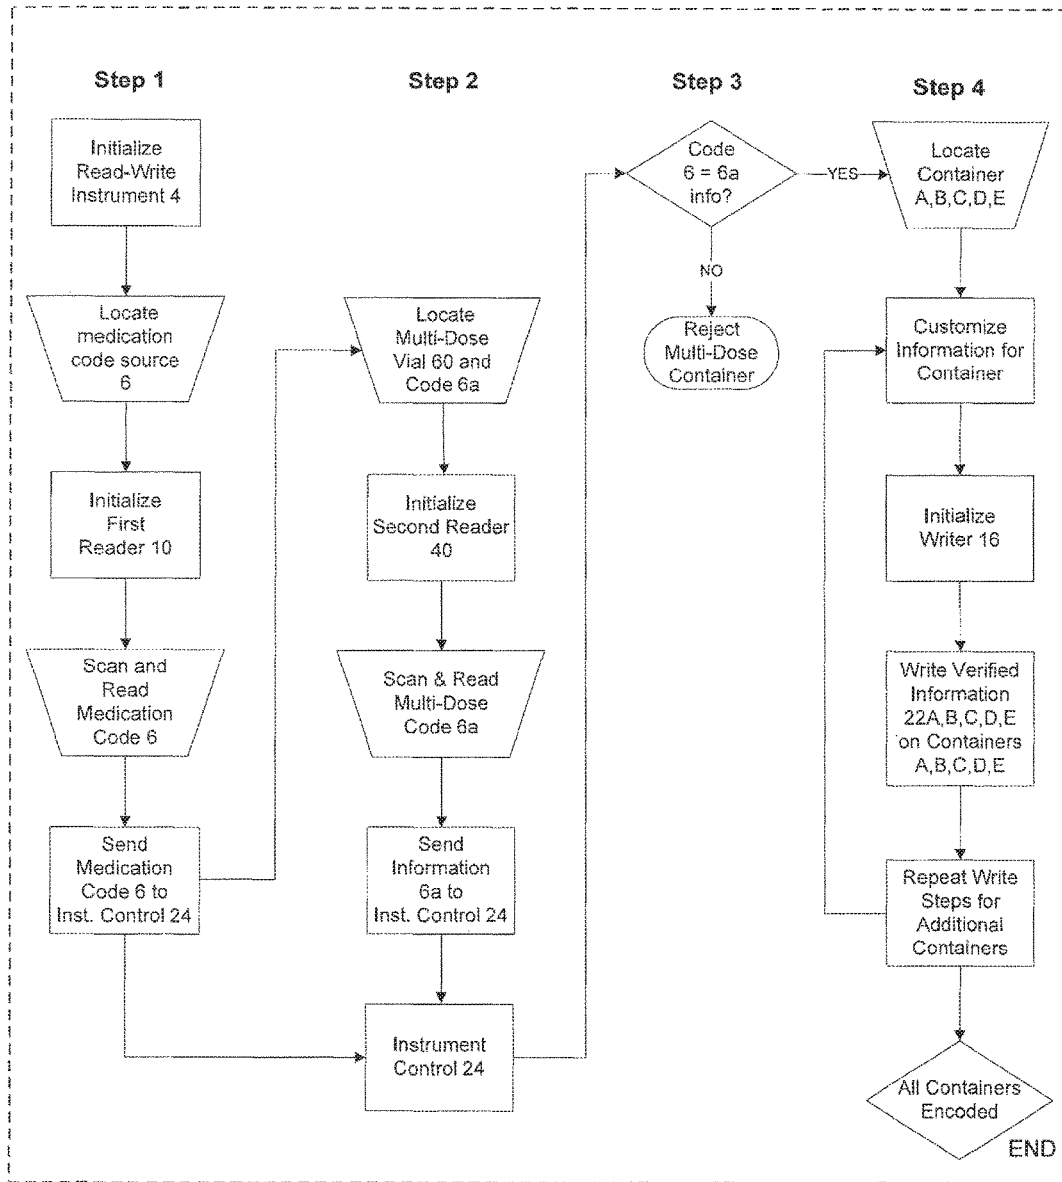 Step 1
Initialize
Read-Write
Instrument 4
Locate
medication
code source
6
Initialize
First
Reader 10
Scan and
Read
Medication
Code 6
Send
Medication
Code 6 to
Inst. Control 24
Step 2
Locate
Multi-Dose
Vial 60 and
Code 6a
Initialize
Second Reader
40
Scan & Read
Multi-Dose
Code 6a
Send
Information
6a to
Inst. Control 24
Instrument
Control 24
Step 3
Code
6 = 6a
info?
YES
NO
Reject
Multi-Dose
Container
Step 4
Locate
Container
A,B,C,D,E
Customize
Information for
Container
Initialize
Writer 16
Write Verified
Information
22A,B,C,D,E
on Containers
A,B,C,D,E
Repeat Write
Steps for
Additional
Containers
All Containers
Encoded
END